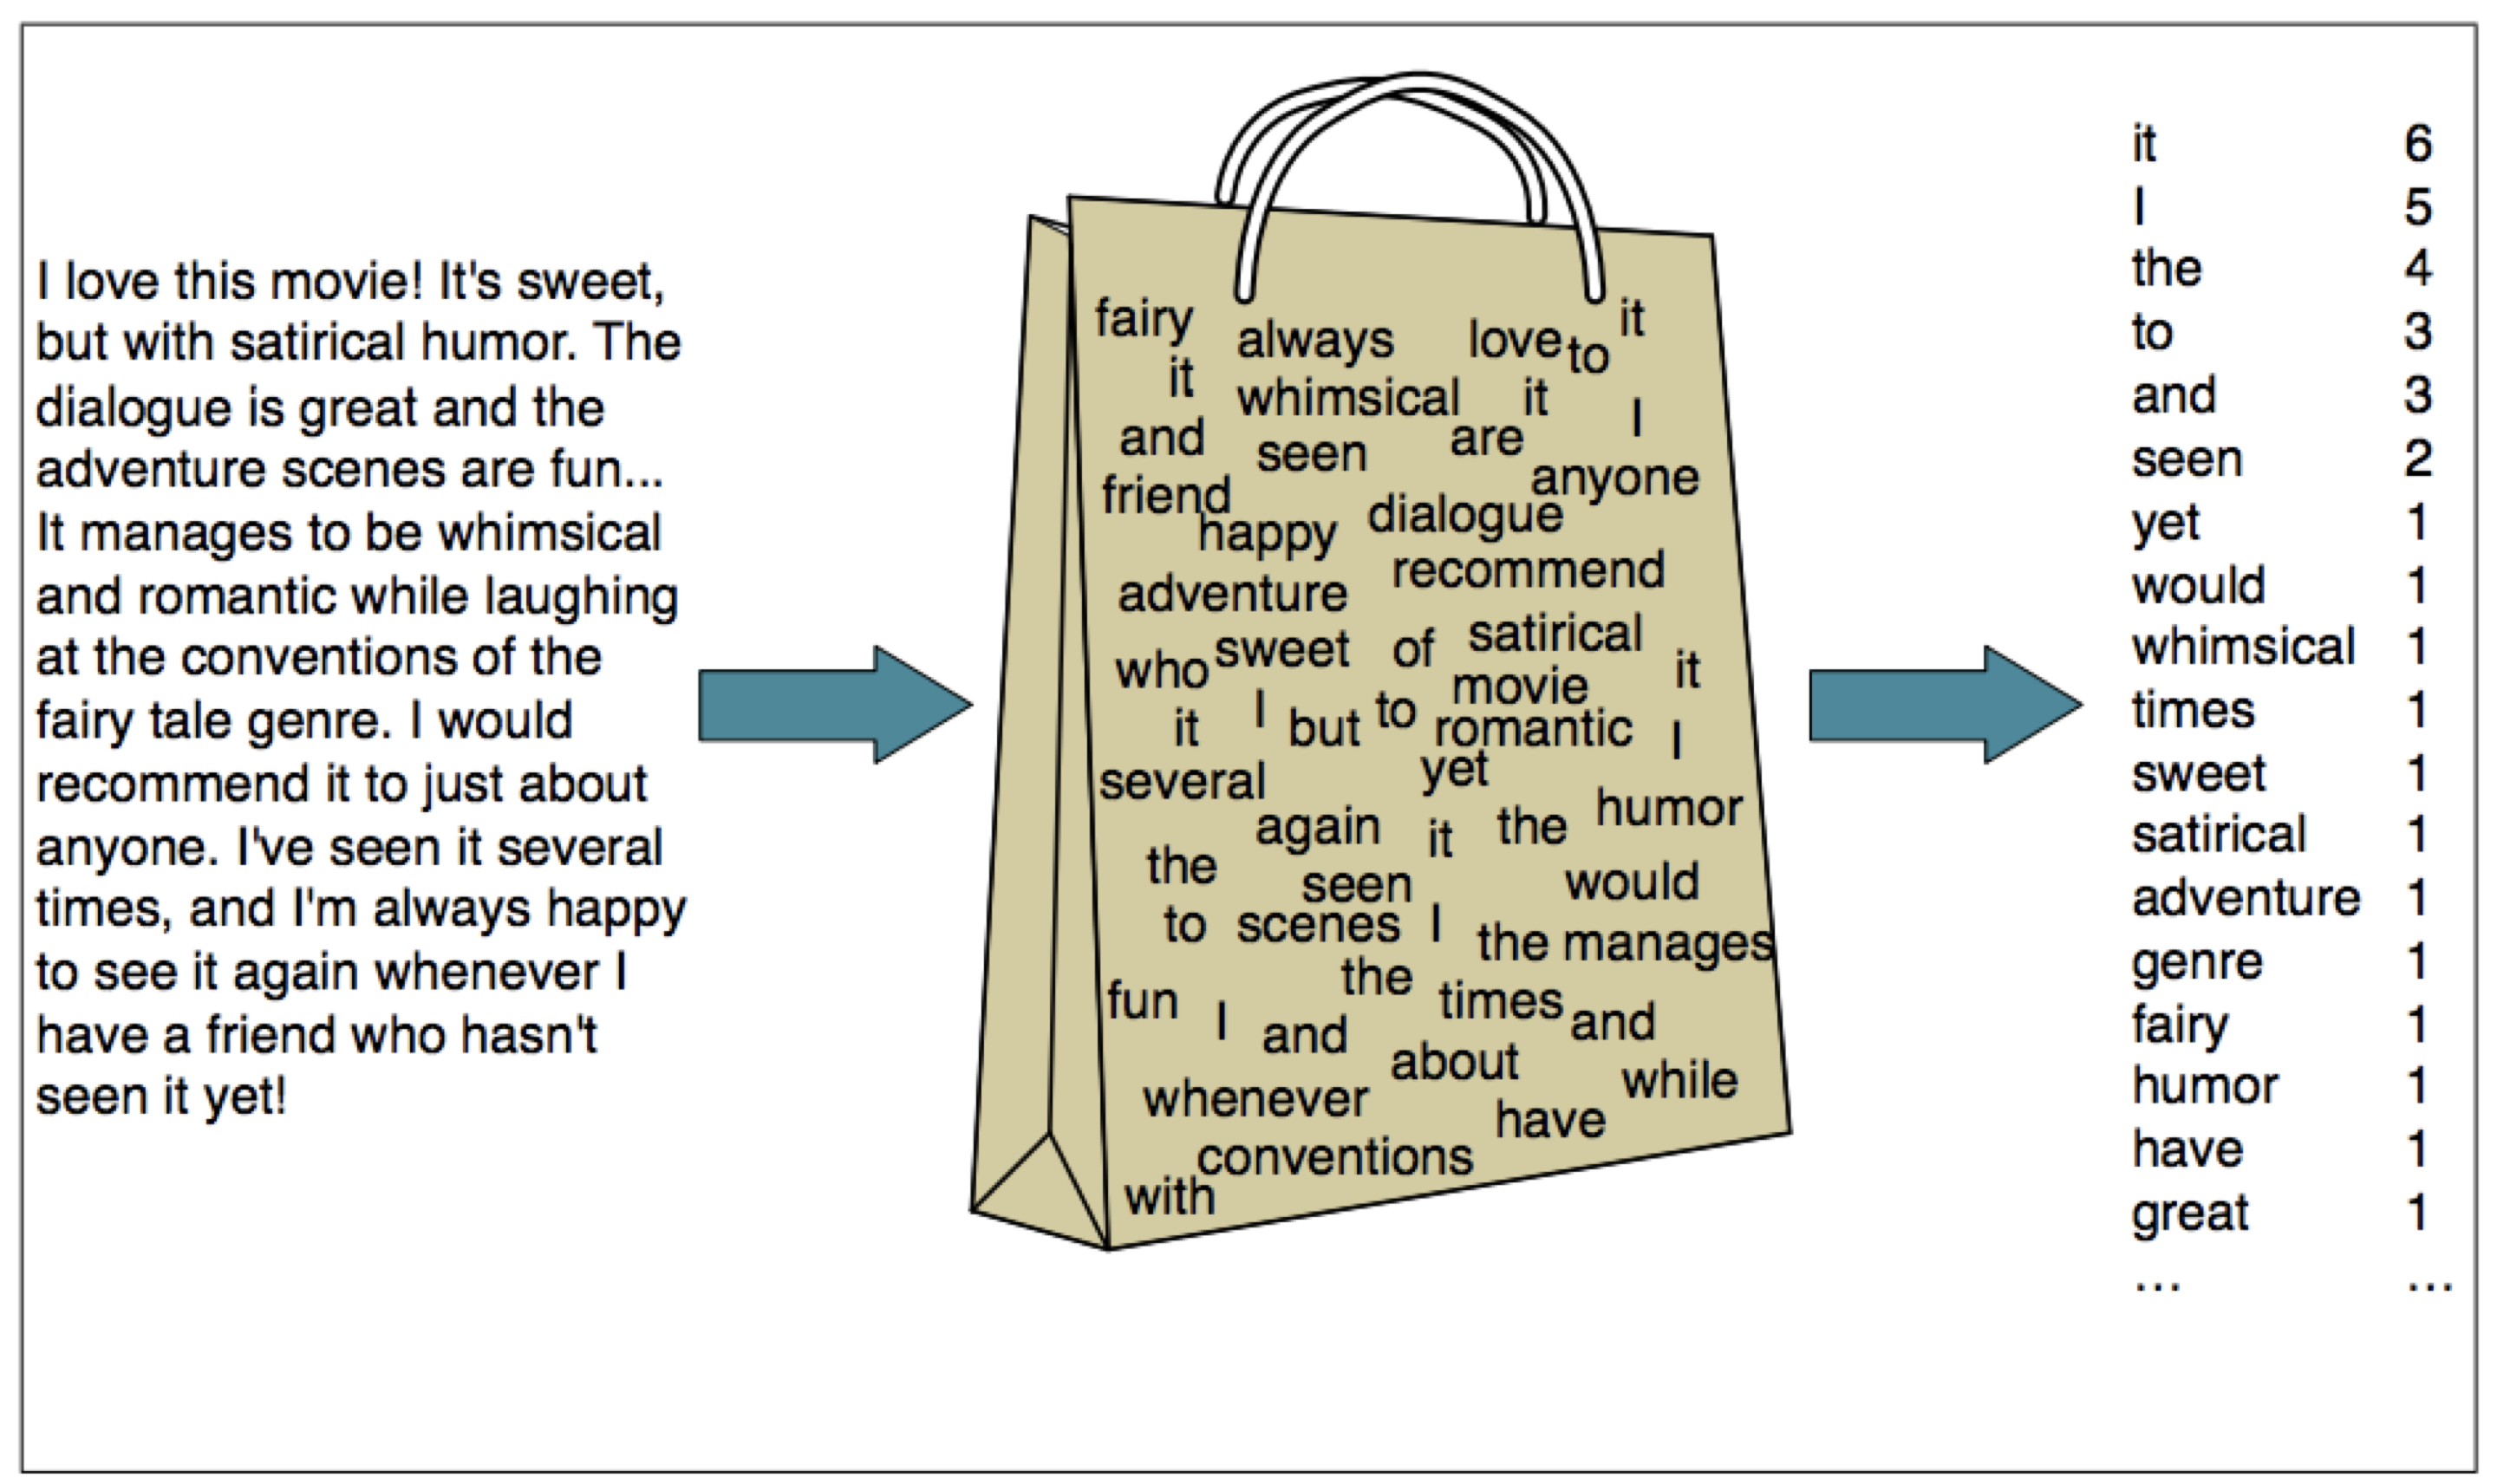 I love this movie! It's sweet,
but with satirical humor. The
dialogue is great and the
adventure scenes are fun...
It manages to be whimsical
and romantic while laughing
at the conventions of the
fairy tale genre. I would
recommend it to just about
anyone. I've seen it several
times, and I'm always happy
to see it again whenever I
have a friend who hasn't
seen it yet!
fairy always love to it
it whimsical it I
and seen are anyone
friend happy dialogue
adventure recommend
who sweet of satirical it
it I but to movie romantic I
several yet
again it the humor
the seen would
to scenes I the manages
fun I and the times and
whenever about while
conventions have
with
it 6
I 5
the 4
to 3
and 3
seen 2
yet 1
would 1
whimsical 1
times 1
sweet 1
satirical 1
adventure 1
genre 1
fairy 1
humor 1
have 1
great 1
… …